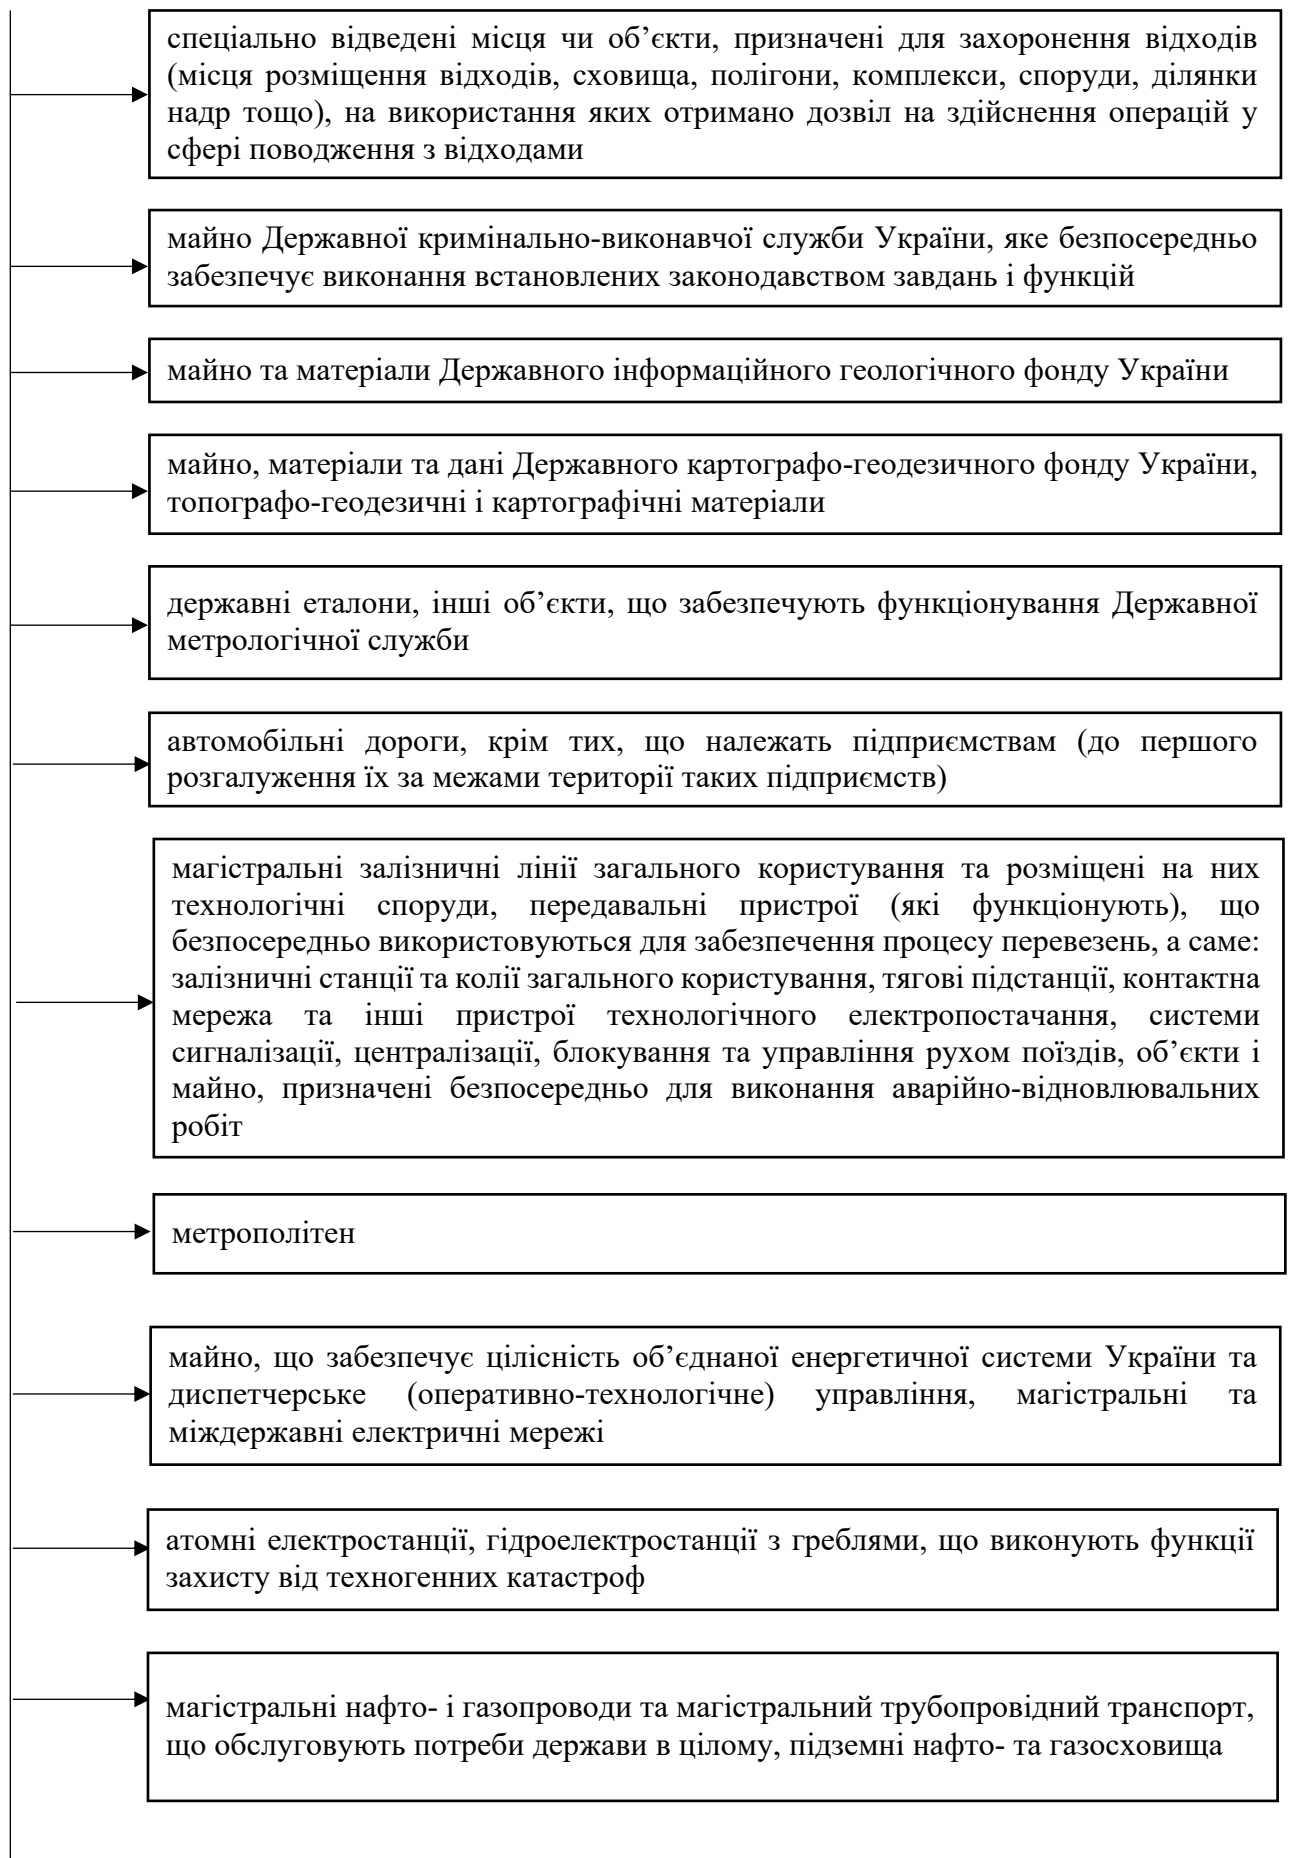 спеціально відведені місця чи об’єкти, призначені для захоронення відходів
(місця розміщення відходів, сховища, полігони, комплекси, споруди, ділянки
надр тощо), на використання яких отримано дозвіл на здійснення операцій у
сфері поводження з відходами
майно Державної кримінально-виконавчої служби України, яке безпосередньо
забезпечує виконання встановлених законодавством завдань і функцій
майно та матеріали Державного інформаційного геологічного фонду України
майно, матеріали та дані Державного картографо-геодезичного фонду України,
топографо-геодезичні і картографічні матеріали
державні еталони, інші об’єкти, що забезпечують функціонування Державної
метрологічної служби
автомобільні дороги, крім тих, що належать підприємствам (до першого
розгалуження їх за межами території таких підприємств)
магістральні залізничні лінії загального користування та розміщені на них
технологічні споруди, передавальні пристрої (які функціонують), що
безпосередньо використовуються для забезпечення процесу перевезень, а саме:
залізничні станції та колії загального користування, тягові підстанції, контактна
мережа та інші пристрої технологічного електропостачання, системи
сигналізації, централізації, блокування та управління рухом поїздів, об’єкти і
майно, призначені безпосередньо для виконання аварійно-відновлювальних
робіт
метрополітен
майно, що забезпечує цілісність об’єднаної енергетичної системи України та
диспетчерське (оперативно-технологічне) управління, магістральні та
міждержавні електричні мережі
атомні електростанції, гідроелектростанції з греблями, що виконують функції
захисту від техногенних катастроф
магістральні нафто- і газопроводи та магістральний трубопровідний транспорт,
що обслуговують потреби держави в цілому, підземні нафто- та газосховища